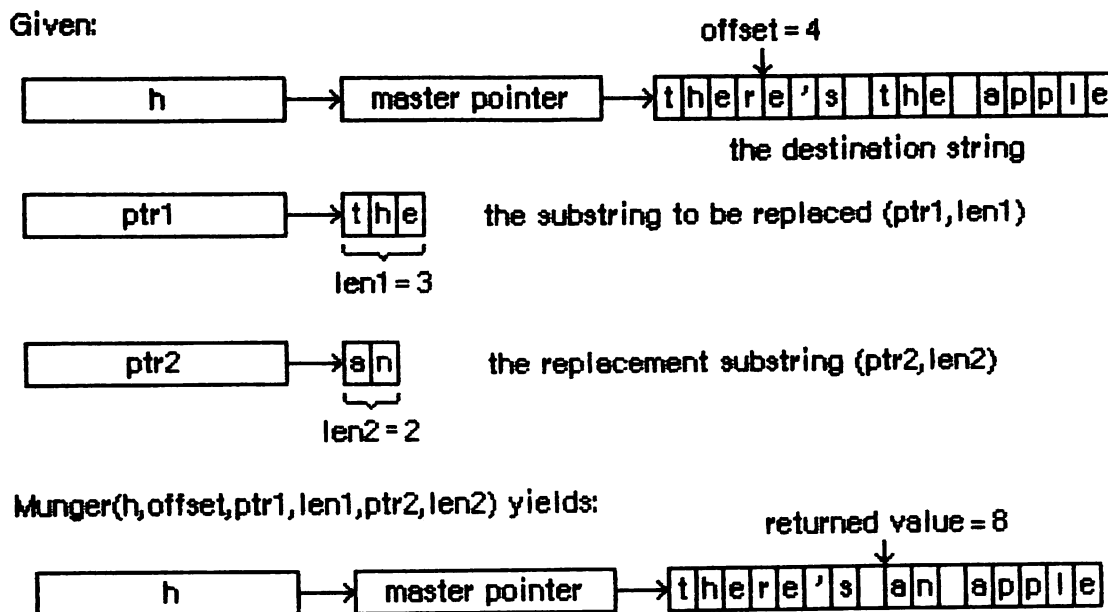 Given:
offset = 4
h
master pointer
there's the apple
the destination string
ptr1
the
the substring to be replaced (ptr1,len1)
len1 = 3
ptr2
an
the replacement substring (ptr2,len2)
len2 = 2
Munger(h,offset,ptr1,len1,ptr2,len2) yields:
returned value = 8
h
master pointer
there's an apple